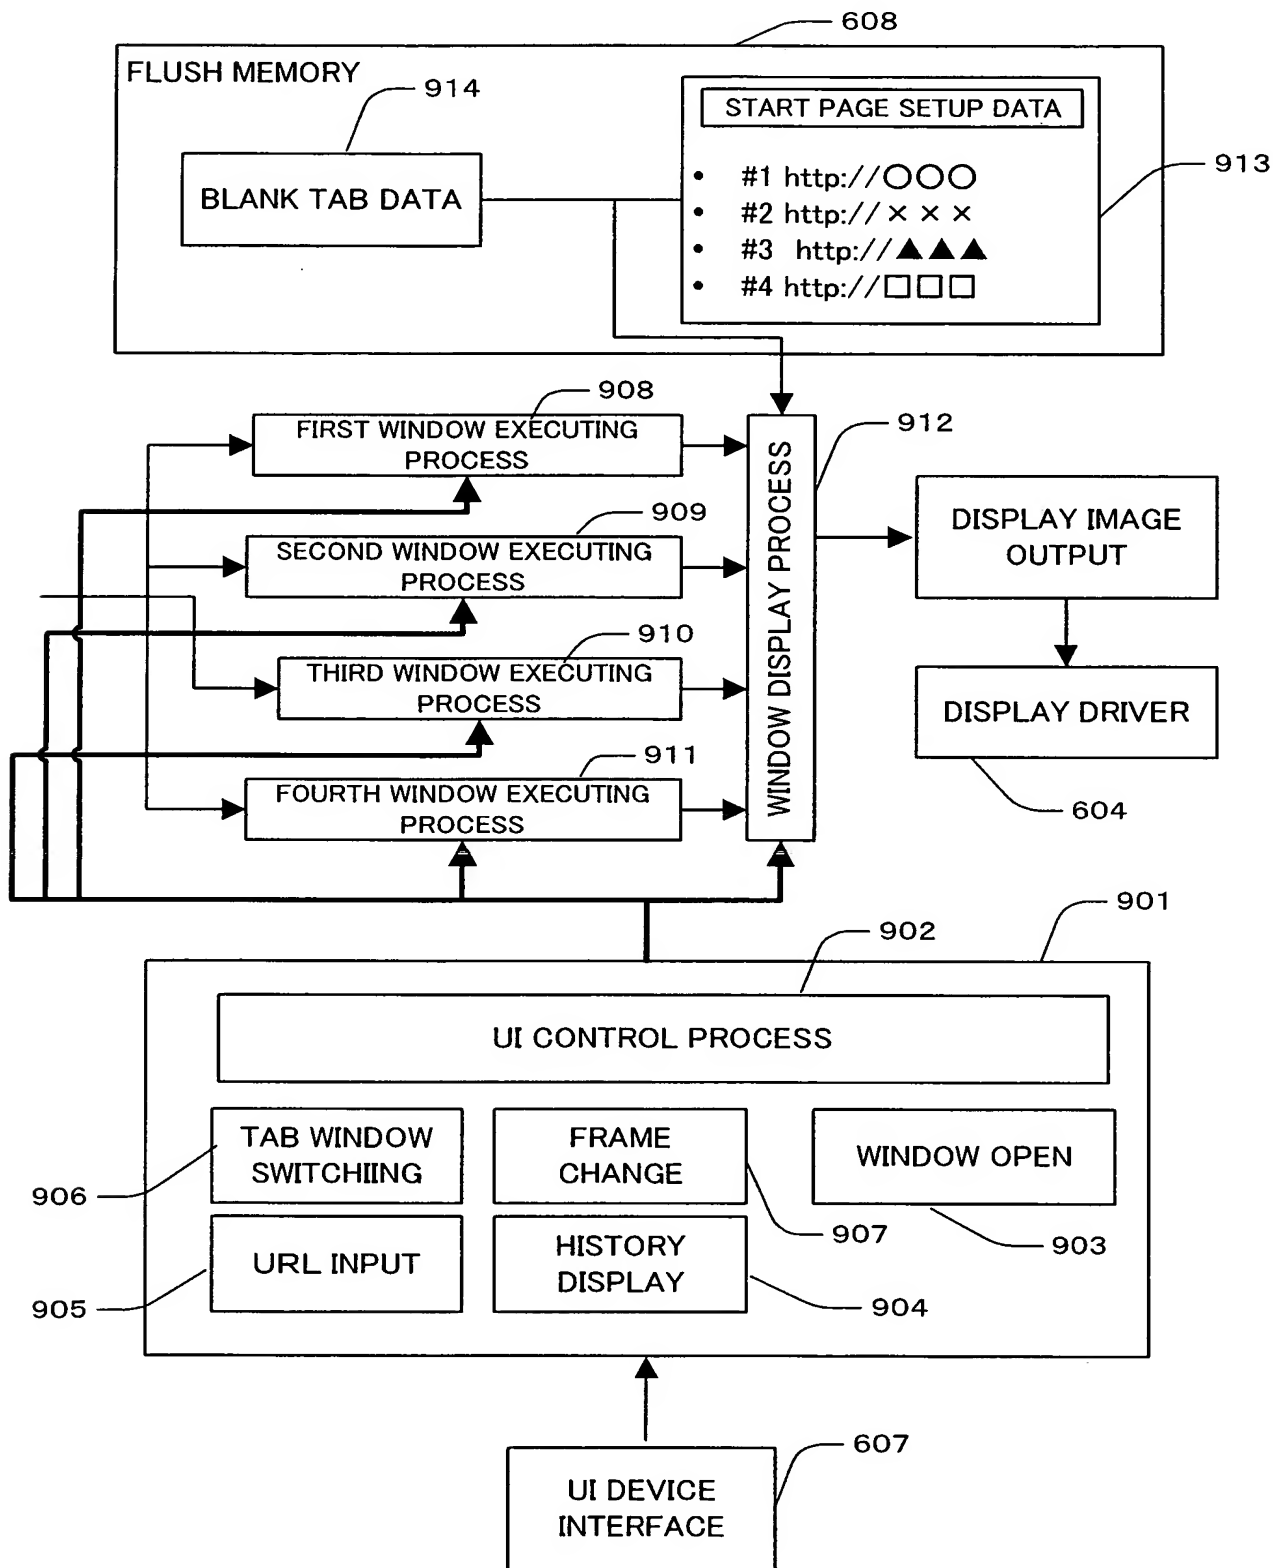 608
FLUSH MEMORY
914
START PAGE SETUP DATA
BLANK TAB DATA
913
• #1 http://○○○
• #2 http://×××
• #3 http://▲▲▲
• #4 http://□□□
908
FIRST WINDOW EXECUTING
PROCESS
912
909
SECOND WINDOW EXECUTING
PROCESS
WINDOW DISPLAY PROCESS
DISPLAY IMAGE
OUTPUT
910
THIRD WINDOW EXECUTING
PROCESS
DISPLAY DRIVER
911
FOURTH WINDOW EXECUTING
PROCESS
604
901
902
UI CONTROL PROCESS
TAB WINDOW
SWITCHIING
FRAME
CHANGE
WINDOW OPEN
906
907
903
URL INPUT
HISTORY
DISPLAY
905
904
607
UI DEVICE
INTERFACE